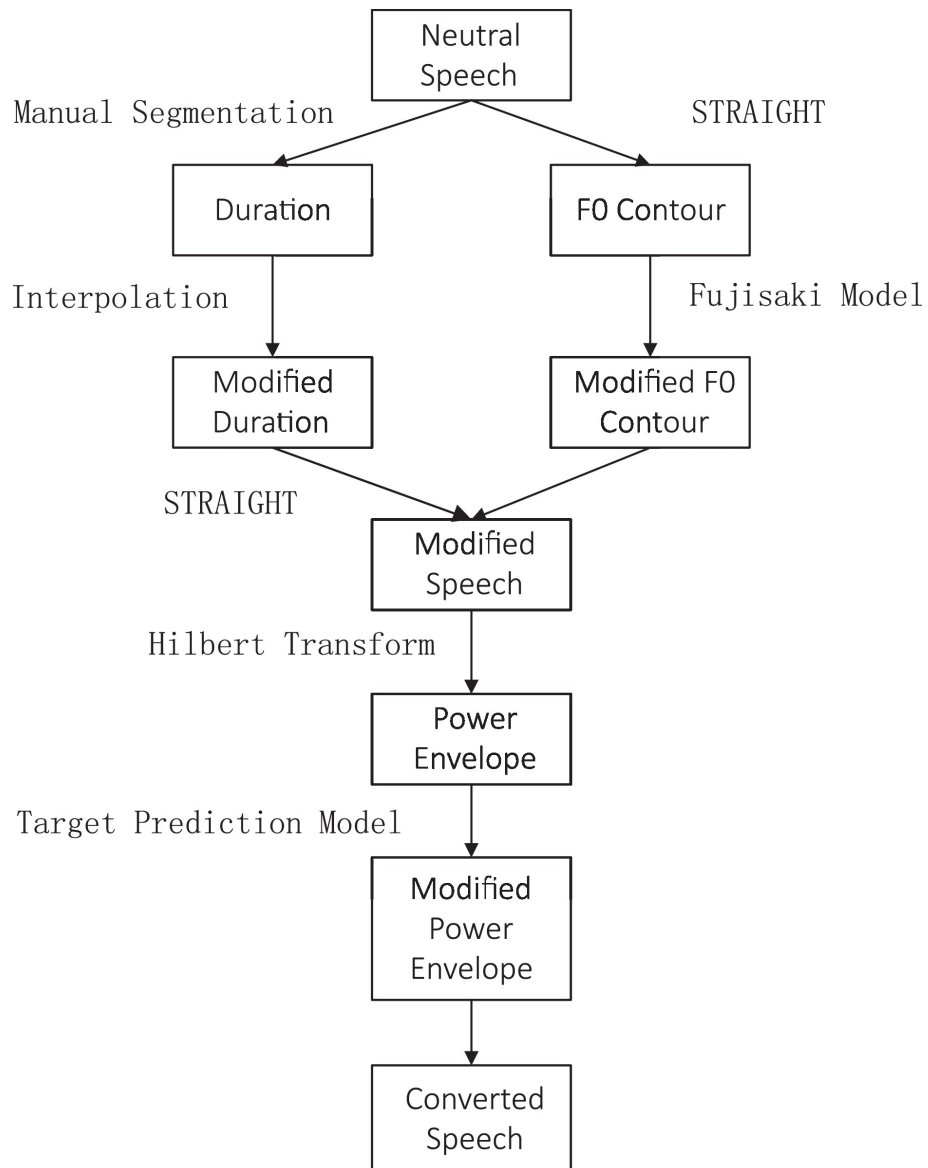 Neutral
Speech
Manual Segmentation
STRAIGHT
Duration
F0 Contour
Interpolation
Fujisaki Model
Modified
Duration
Modified F0
Contour
STRAIGHT
Modified
Speech
Hilbert Transform
Power
Envelope
Target Prediction Model
Modified
Power
Envelope
Converted
Speech